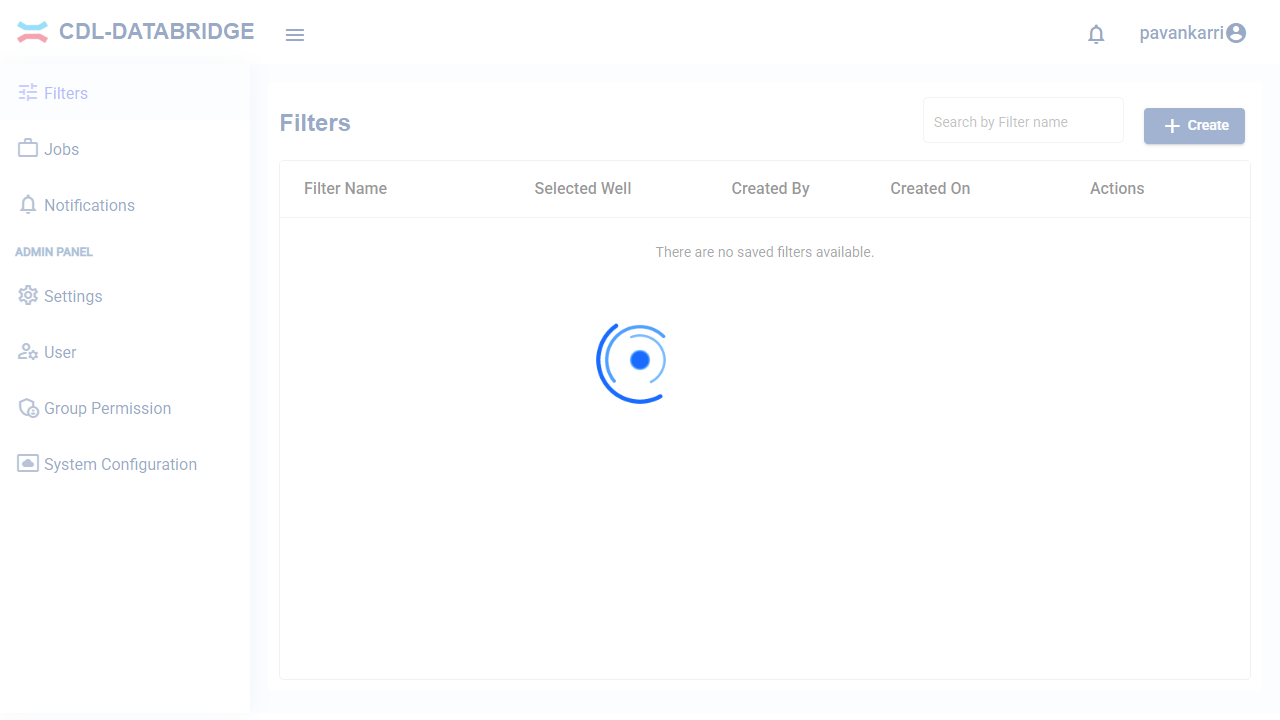 CDL-DATABRIDGE
pavankarri
Filters
Jobs
Notifications
ADMIN PANEL
Settings
User
Group Permission
System Configuration
Filters
Search by Filter name
Create
Filter Name Selected Well Created By Created On Actions
There are no saved filters available.